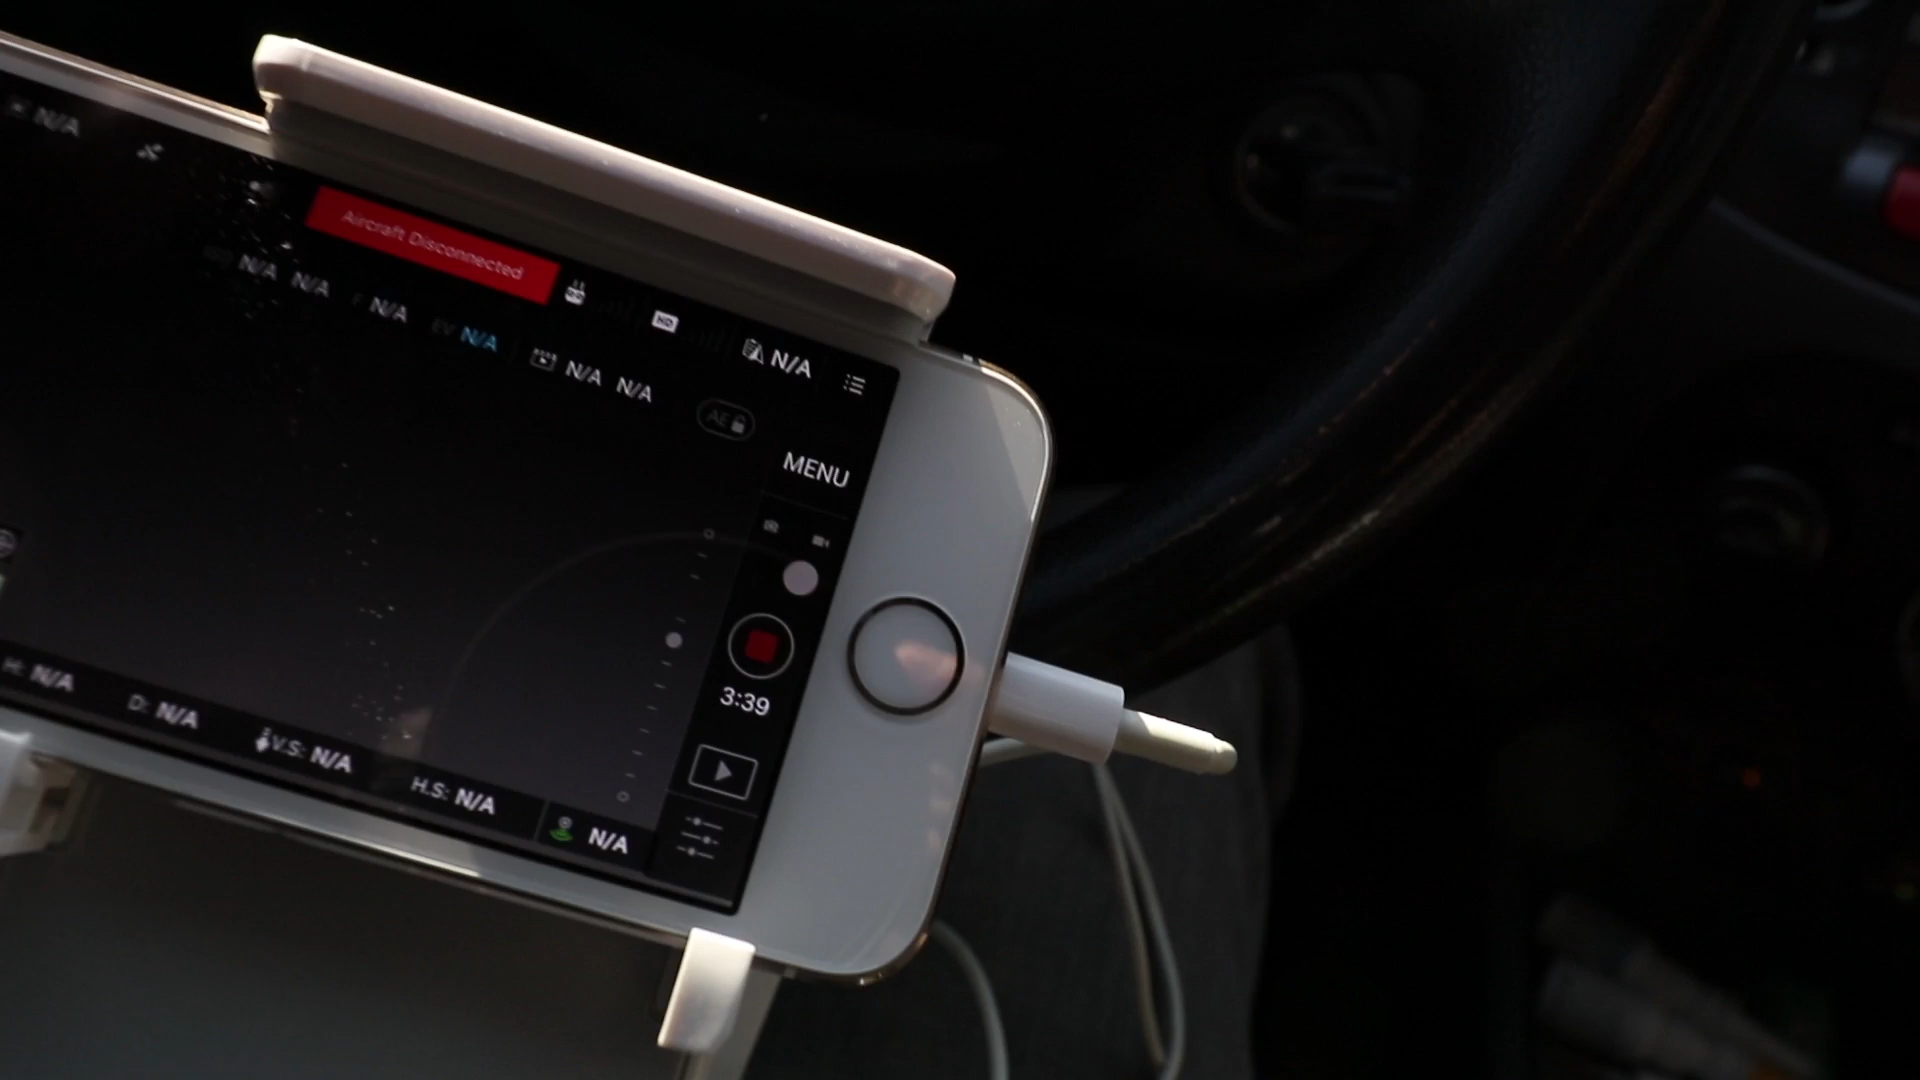 N/A
Aircraft Disconnected
HD
N/A
N/A N/A F N/A EV N/A N/A N/A
AE
MENU
3:39
H: N/A D: N/A V.S: N/A H.S: N/A N/A